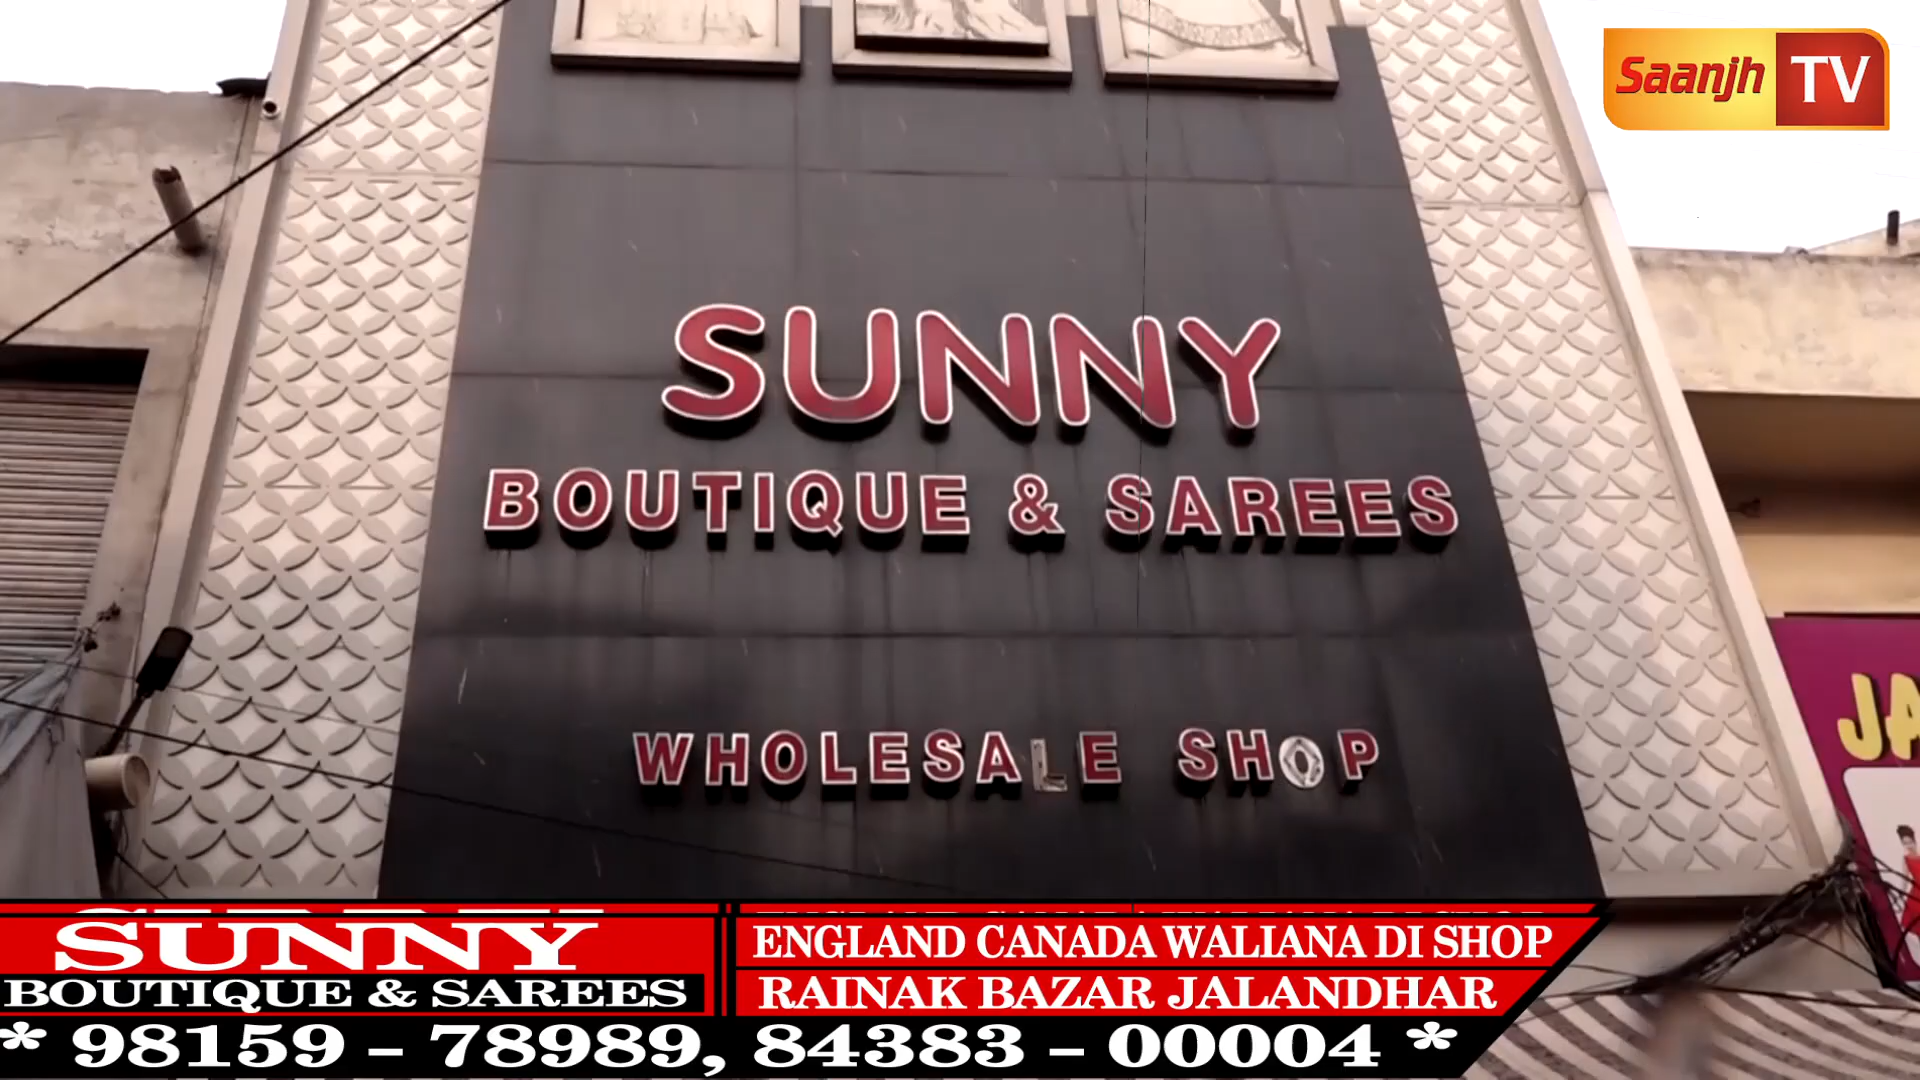 Saanjh TV
SUNNY
BOUTIQUE & SAREES
WHOLESALE SHOP
JA
SUNNY
BOUTIQUE & SAREES
ENGLAND CANADA WALIANA DI SHOP
RAINAK BAZAR JALANDHAR
* 98159 - 78989, 84383 - 00004 *